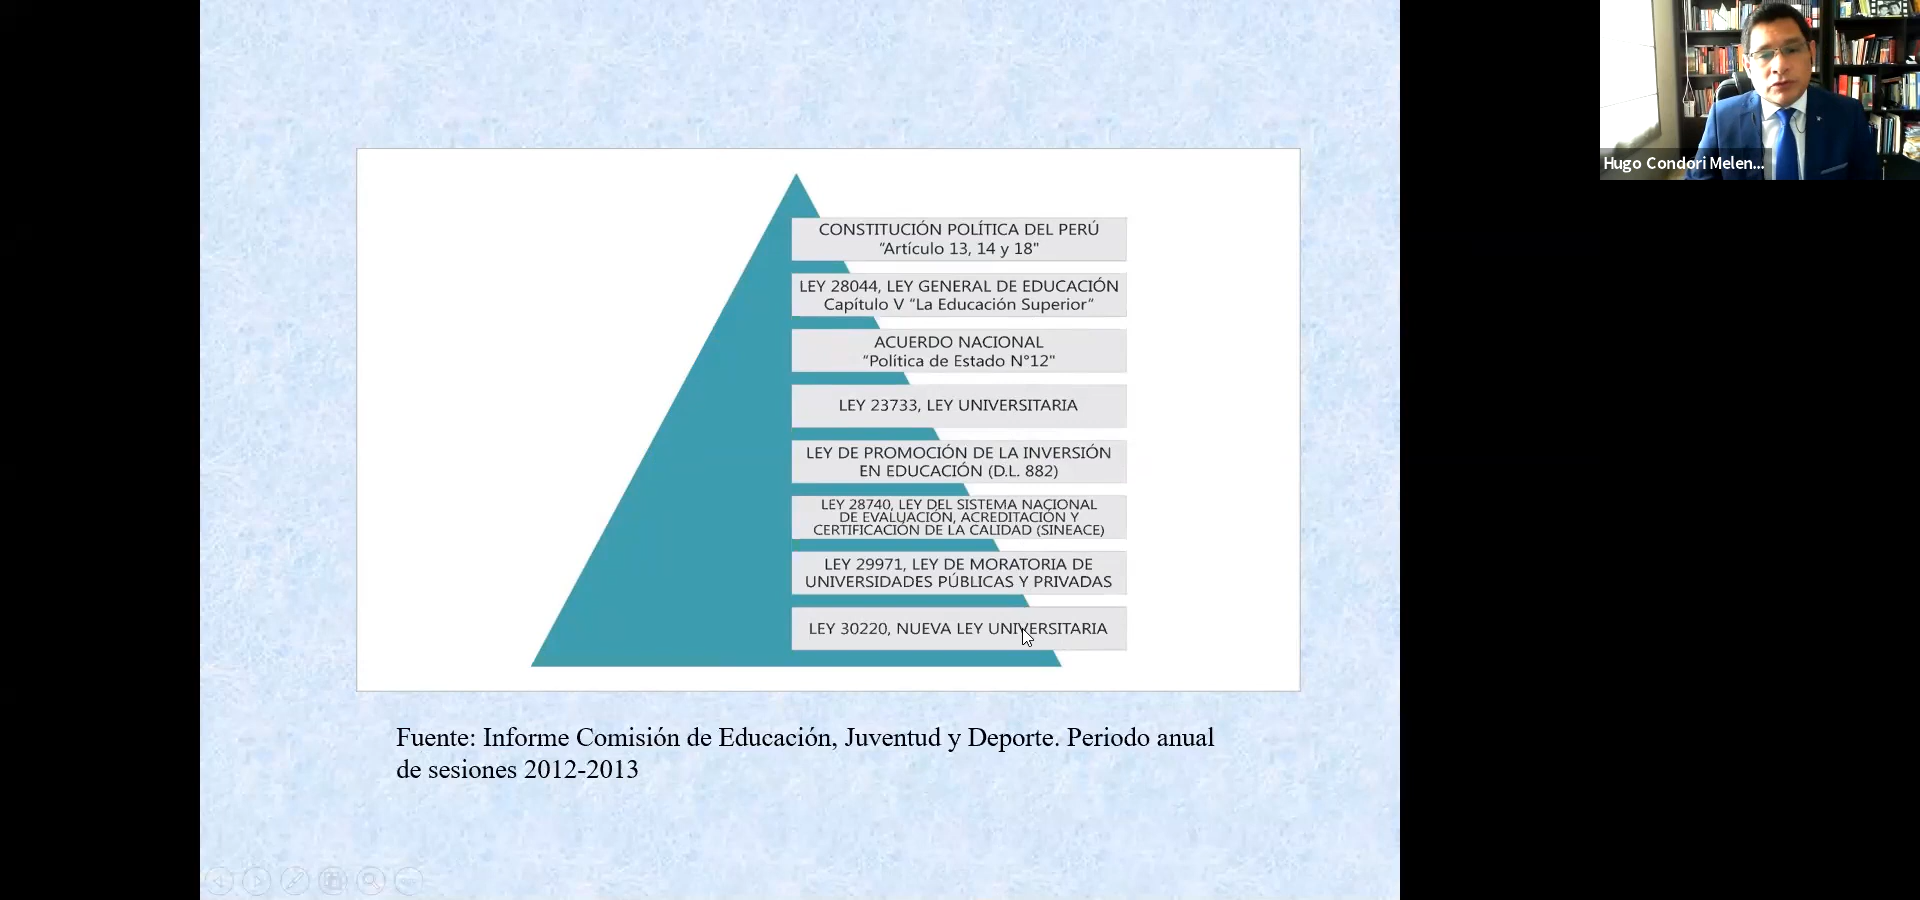 Hugo Condori Melen...
CONSTITUCIÓN POLÍTICA DEL PERÚ
“Artículo 13, 14 y 18"
LEY 28044, LEY GENERAL DE EDUCACIÓN
Capítulo V “La Educación Superior”
ACUERDO NACIONAL
“Política de Estado N°12"
LEY 23733, LEY UNIVERSITARIA
LEY DE PROMOCIÓN DE LA INVERSIÓN
EN EDUCACIÓN (D.L. 882)
LEY 28740, LEY DEL SISTEMA NACIONAL
DE EVALUACIÓN, ACREDITACIÓN Y
CERTIFICACIÓN DE LA CALIDAD (SINEACE)
LEY 29971, LEY DE MORATORIA DE
UNIVERSIDADES PÚBLICAS Y PRIVADAS
LEY 30220, NUEVA LEY UNIVERSITARIA
Fuente: Informe Comisión de Educación, Juventud y Deporte. Periodo anual
de sesiones 2012-2013